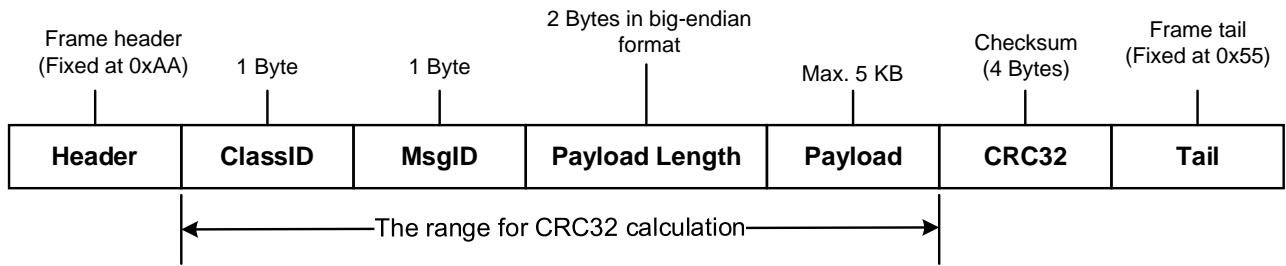 Frame header
(Fixed at 0xAA)
1 Byte
1 Byte
2 Bytes in big-endian
format
Max. 5 KB
Checksum
(4 Bytes)
Frame tail
(Fixed at 0x55)
Header
ClassID
MsgID
Payload Length
Payload
CRC32
Tail
The range for CRC32 calculation